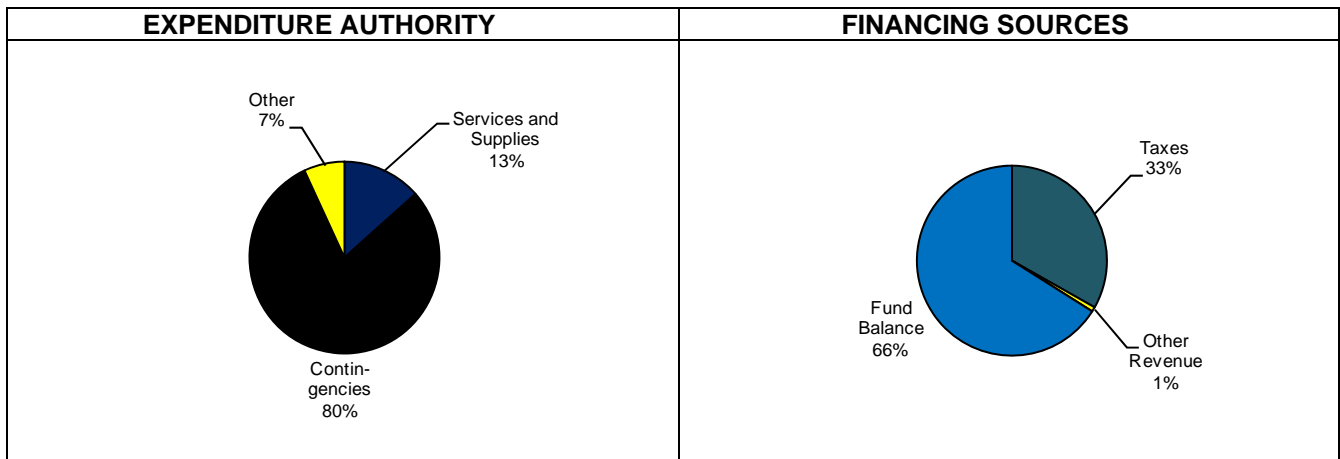 EXPENDITURE AUTHORITY
Other
7%
Services and
Supplies
13%
Contin-
gencies
80%
FINANCING SOURCES
Taxes
33%
Fund
Balance
66%
Other
Revenue
1%